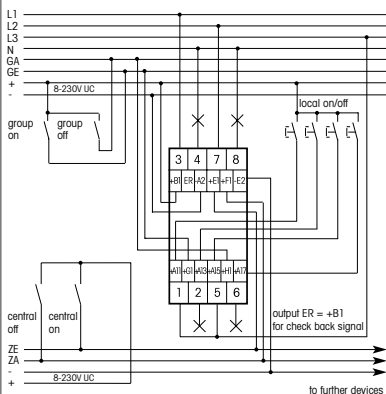 L1
L2
L3
N
GA
GE
+
-
8-230V UC
local on/off
group on
group off
3 4 7 8
+B1 ER -A2 +E1 +F1 -E2
+A11 +G1 +A13 +A15 +H1 +A17
1 2 5 6
central off
central on
output ER = +B1
for check back signal
ZE
ZA
-
+
8-230V UC
to further devices